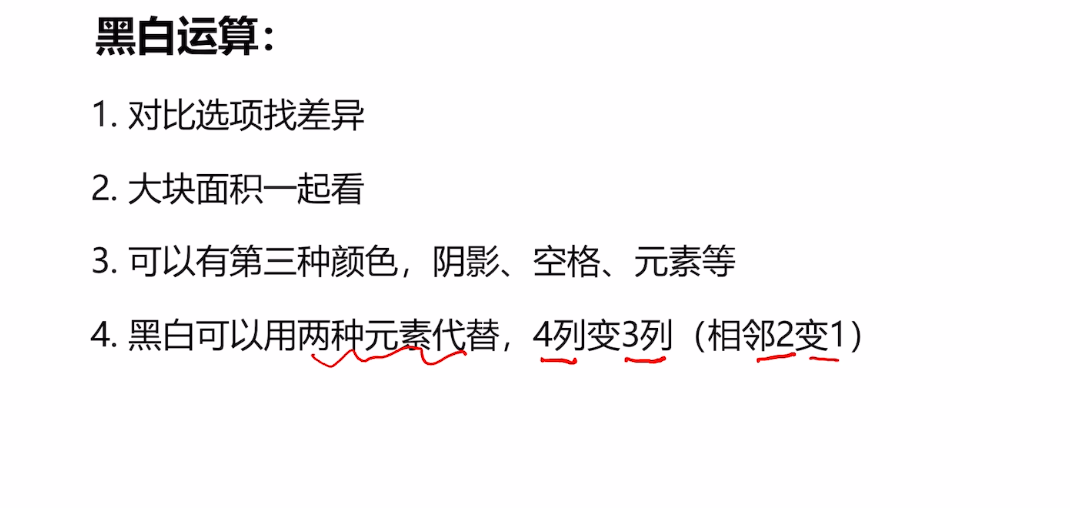 黑白运算：
1. 对比选项找差异
2. 大块面积一起看
3. 可以有第三种颜色，阴影、空格、元素等
4. 黑白可以用两种元素代替，4列变3列（相邻2变1）